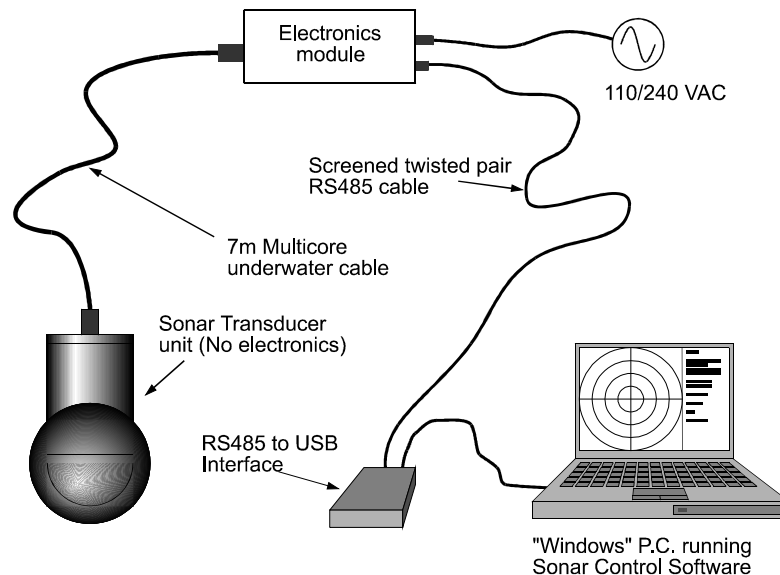 Electronics
module
110/240 VAC
Screened twisted pair
RS485 cable
7m Multicore
underwater cable
Sonar Transducer
unit (No electronics)
RS485 to USB
Interface
"Windows" P.C. running
Sonar Control Software